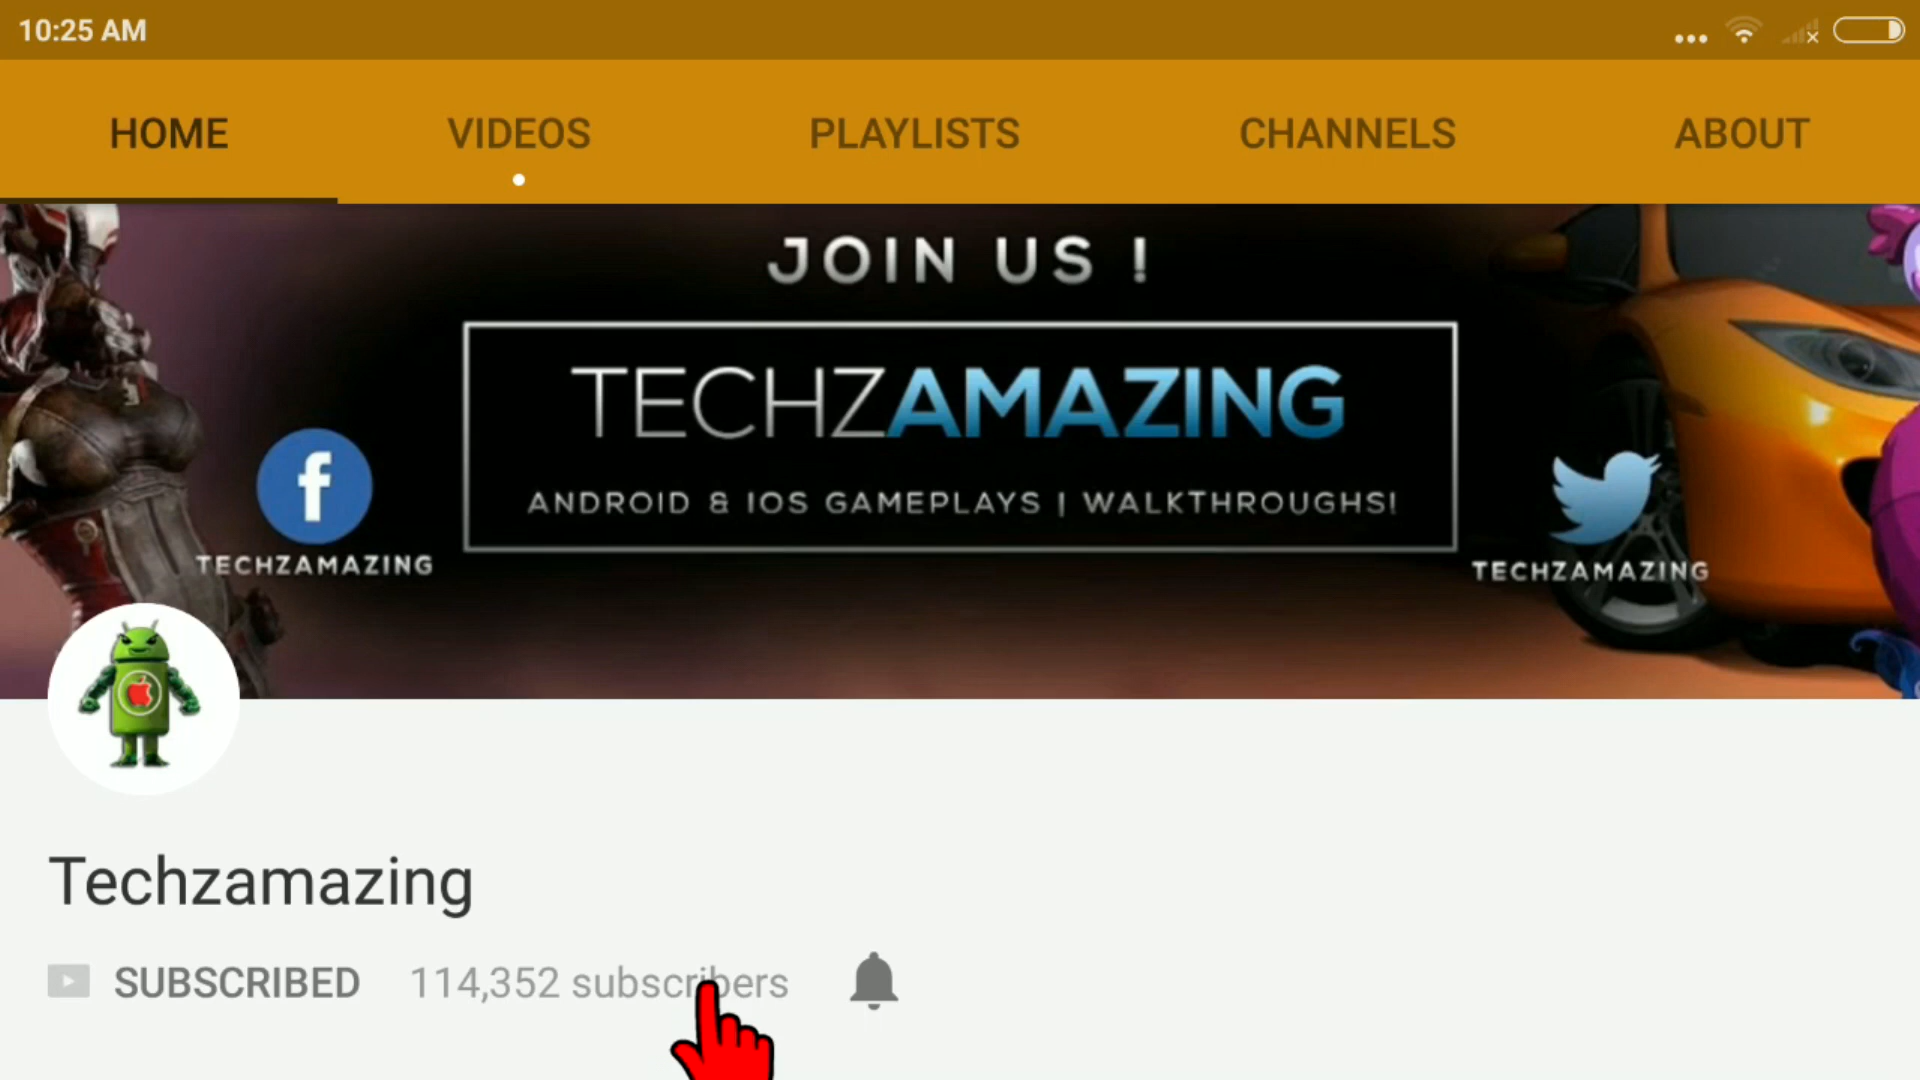 10:25 AM
HOME VIDEOS PLAYLISTS CHANNELS ABOUT
JOIN US !
TECHZAMAZING
ANDROID & IOS GAMEPLAYS | WALKTHROUGHS!
f
TECHZAMAZING
TECHZAMAZING
Techzamazing
SUBSCRIBED 114,352 subscribers